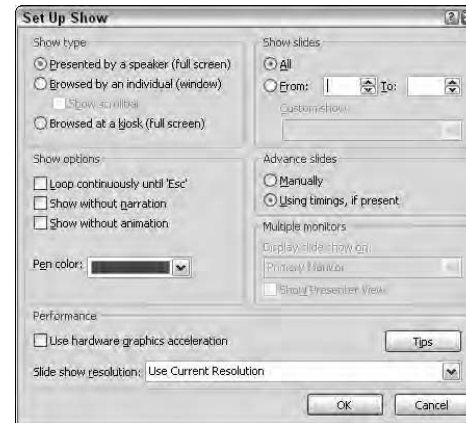 Set Up Show
Show type
Presented by a speaker (full screen)
Browsed by an individual (window)
Show scrollbar
Browsed at a kiosk (full screen)
Show slides
All
From: To:
Custom show:
Show options
Loop continuously until 'Esc'
Show without narration
Show without animation
Pen color:
Advance slides
Manually
Using timings, if present
Multiple monitors
Display slide show on:
Primary Monitor
Show Presenter View
Performance
Use hardware graphics acceleration
Tips
Slide show resolution: Use Current Resolution
OK Cancel